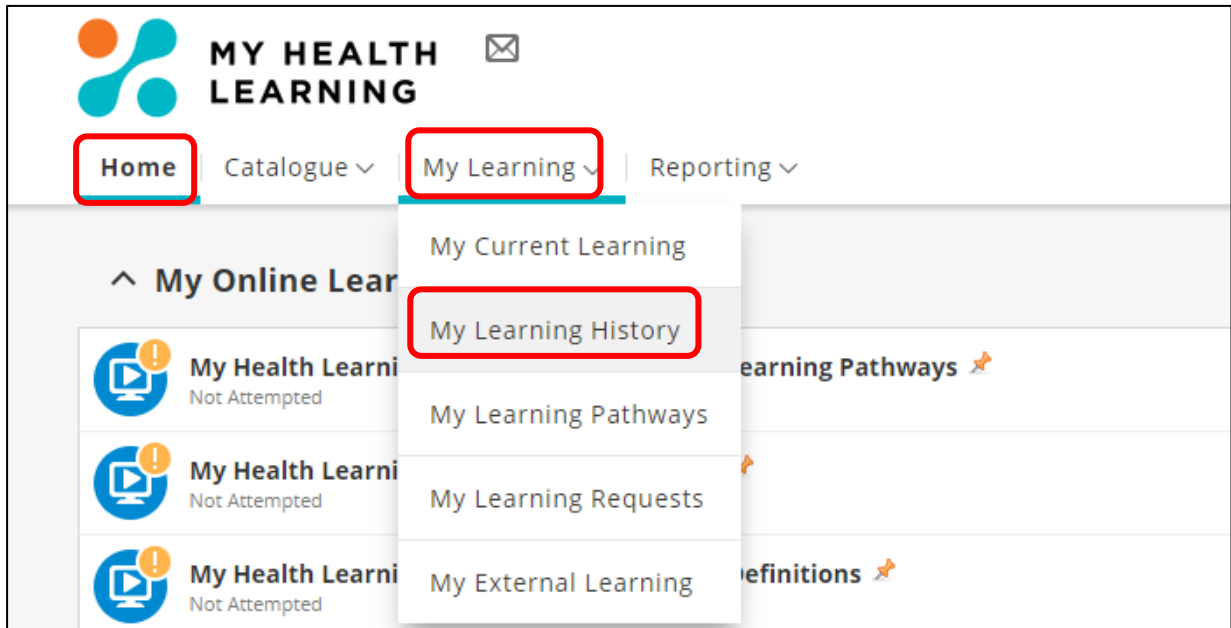 MY HEALTH
LEARNING
Home Catalogue My Learning Reporting
My Current Learning
My Online Lear
My Learning History
My Health Learni earning Pathways
Not Attempted
My Learning Pathways
My Health Learni
Not Attempted
My Learning Requests
My Health Learni efinitions
Not Attempted
My External Learning